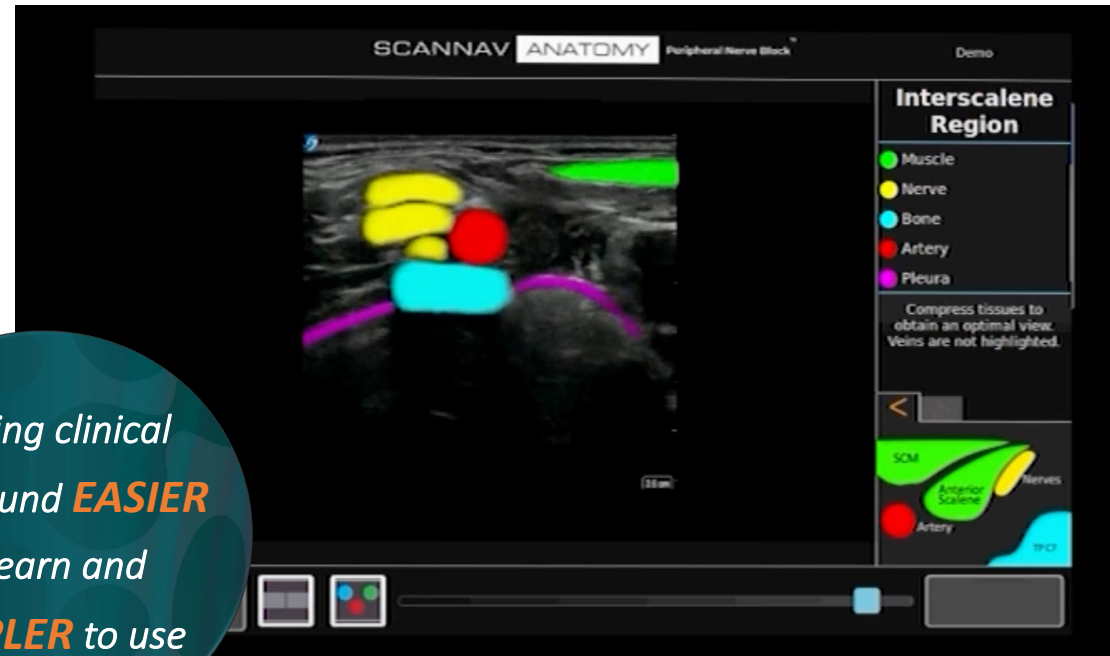 SCANNAV ANATOMY Peripheral Nerve Block™
Demo
Interscalene
Region
Muscle
Nerve
Bone
Artery
Pleura
Compress tissues to
obtain an optimal view.
Veins are not highlighted.
<
SCM
Anterior
Scalene
Nerves
Artery
TP C7
ing clinical
und EASIER
earn and
PLER to use